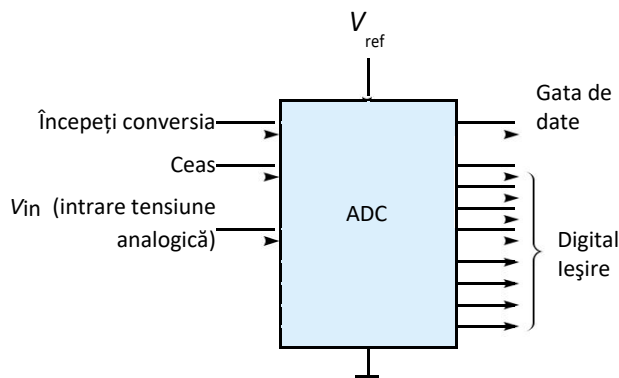 V
ref
Începeți conversia
Gata de
date
Ceas
Vin (intrare tensiune
analogică)
ADC
Digital
Ieşire